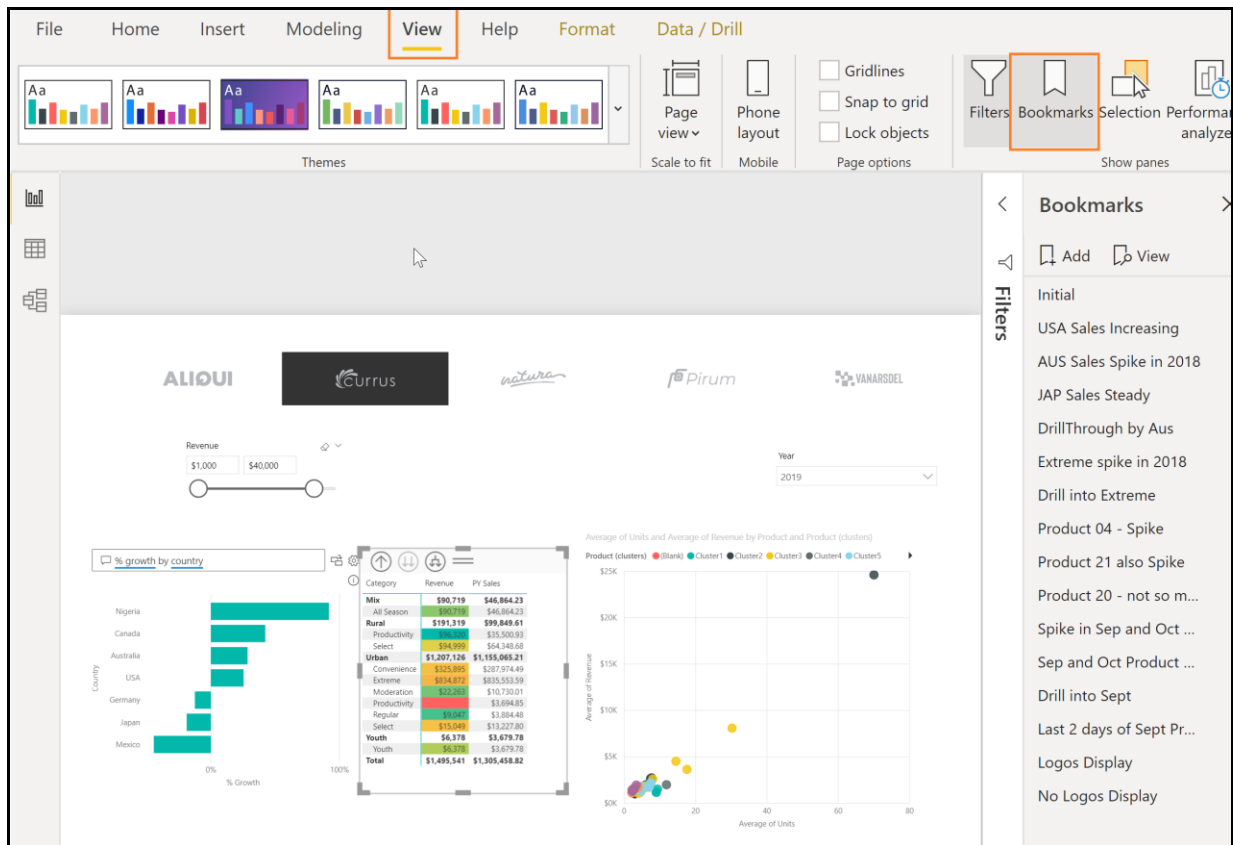 File Home Insert Modeling View Help Format Data / Drill
Aa Aa Aa Aa Aa Aa
Page view
Phone layout
Gridlines
Snap to grid
Lock objects
Filters Bookmarks Selection Performa
analyze
Themes Scale to fit Mobile Page options Show panes
Bookmarks
Add View
Filters
Initial
USA Sales Increasing
AUS Sales Spike in 2018
JAP Sales Steady
DrillThrough by Aus
Extreme spike in 2018
Drill into Extreme
Product 04 - Spike
Product 21 also Spike
Product 20 - not so m...
Spike in Sep and Oct ...
Sep and Oct Product ...
Drill into Sept
Last 2 days of Sept Pr...
Logos Display
No Logos Display
ALIQUI currus natura Pirum VANARSDEL
Revenue
$1,000 $40,000
Year
2019
% growth by country
Nigeria
Canada
Australia
USA
Germany
Japan
Mexico
Country
0% 100%
% Growth
Category Revenue PY Sales
Mix $90,719 $46,864.23
All Season $90,719 $46,864.23
Rural $191,319 $99,849.61
Productivity $96,320 $35,500.93
Select $94,999 $64,348.68
Urban $1,207,126 $1,155,065.21
Convenience $325,895 $287,974.49
Extreme $834,872 $835,553.59
Moderation $22,263 $10,730.01
Productivity $3,694.85
Regular $9,047 $3,884.48
Select $15,049 $13,227.80
Youth $6,378 $3,679.78
Youth $6,378 $3,679.78
Total $1,495,541 $1,305,458.82
Average of Units and Average of Revenue by Product and Product (clusters)
Product (clusters) (Blank) Cluster1 Cluster2 Cluster3 Cluster4 Cluster5
$25K
$20K
$15K
$10K
$5K
$0K
Average of Revenue
0 20 40 60 80
Average of Units